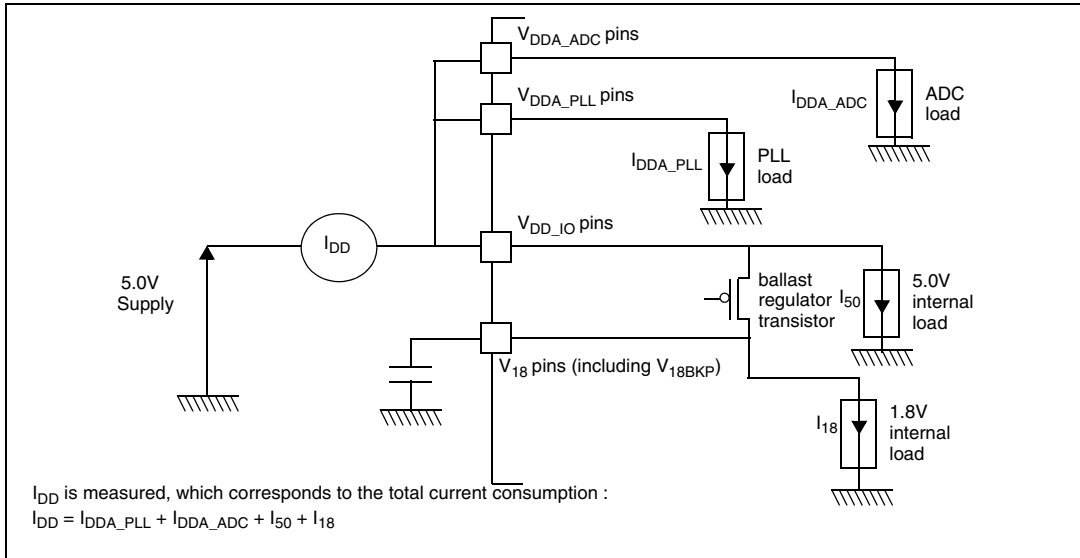 V_DDA_ADC pins
I_DDA_ADC
ADC
load
V_DDA_PLL pins
I_DDA_PLL
PLL
load
V_DD_IO pins
I_DD
5.0V
Supply
ballast
regulator
transistor
I_50
5.0V
internal
load
V_18 pins (including V_18BKP)
I_18
1.8V
internal
load
I_DD is measured, which corresponds to the total current consumption :
I_DD = I_DDA_PLL + I_DDA_ADC + I_50 + I_18